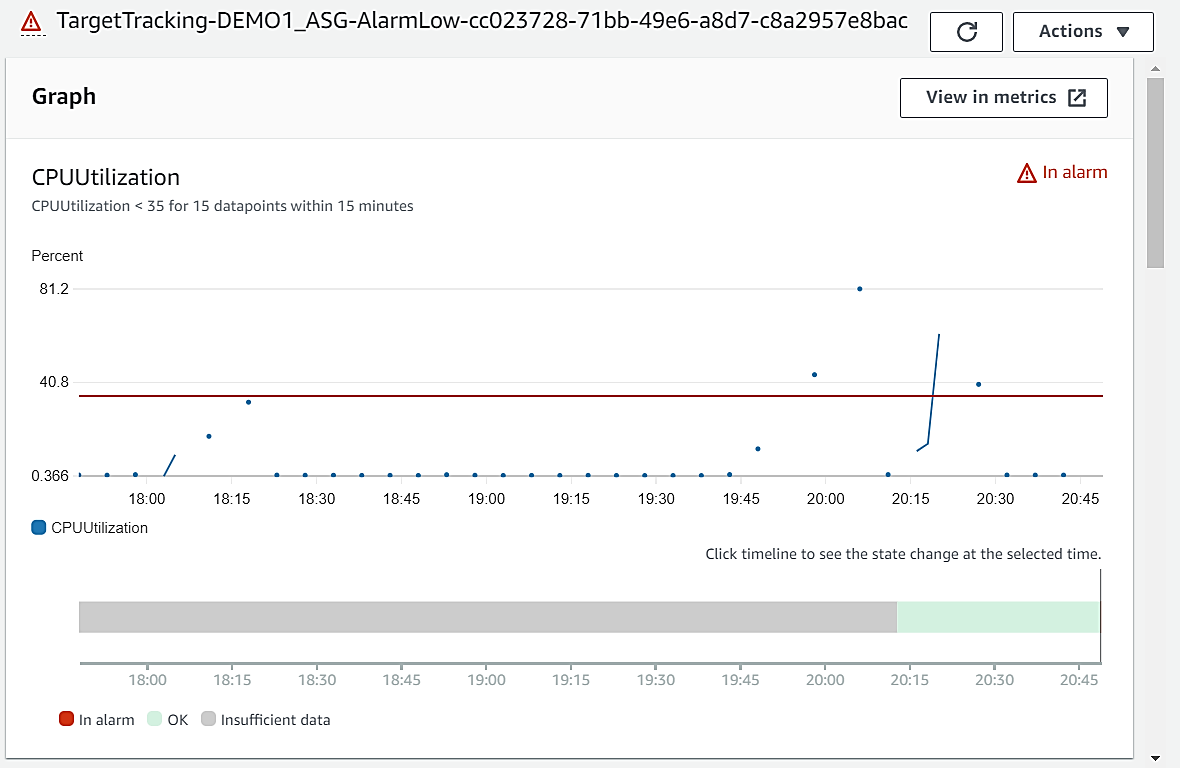 TargetTracking-DEMO1_ASG-AlarmLow-cc023728-71bb-49e6-a8d7-c8a2957e8bac
Actions
Graph
View in metrics
CPUUtilization
In alarm
CPUUtilization < 35 for 15 datapoints within 15 minutes
Percent
81.2
40.8
0.366
18:00 18:15 18:30 18:45 19:00 19:15 19:30 19:45 20:00 20:15 20:30 20:45
CPUUtilization
Click timeline to see the state change at the selected time.
18:00 18:15 18:30 18:45 19:00 19:15 19:30 19:45 20:00 20:15 20:30 20:45
In alarm OK Insufficient data